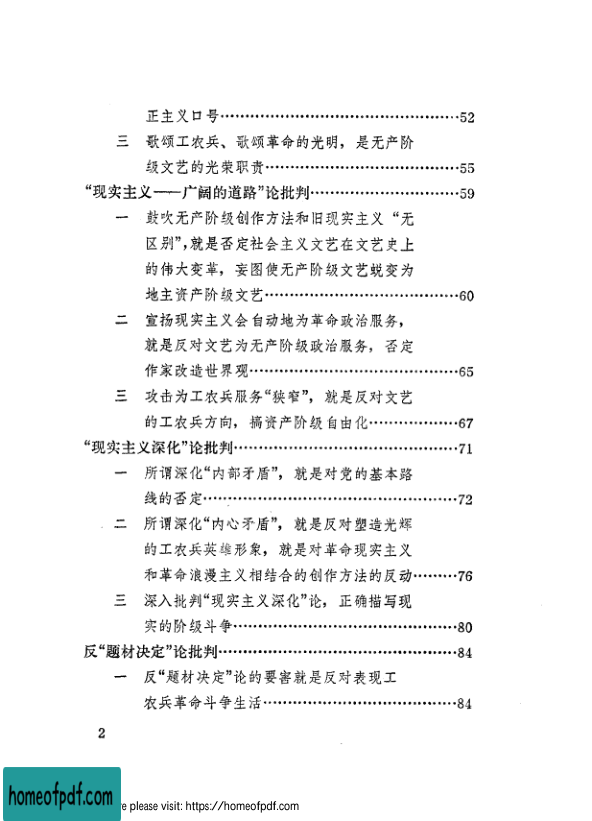 正主义口号……………………………………………52
三 歌颂工农兵、歌颂革命的光明，是无产阶
级文艺的光荣职责……………………………………55
“现实主义——广阔的道路”论批判…………………………59
一 鼓吹无产阶级创作方法和旧现实主义“无
区别”，就是否定社会主义文艺在文艺史上
的伟大变革，妄图使无产阶级文艺蜕变为
地主资产阶级文艺……………………………………60
二 宣扬现实主义会自动地为革命政治服务，
就是反对文艺为无产阶级政治服务，否定
作家改造世界观………………………………………65
三 攻击为工农兵服务“狭窄”，就是反对文艺
的工农兵方向，搞资产阶级自由化………………67
“现实主义深化”论批判…………………………………………71
一 所谓深化“内部矛盾”，就是对党的基本路
线的否定………………………………………………72
二 所谓深化“内心矛盾”，就是反对塑造光辉
的工农兵英雄形象，就是对革命现实主义
和革命浪漫主义相结合的创作方法的反动………76
三 深入批判“现实主义深化”论，正确描写现
实的阶级斗争…………………………………………80
反“题材决定”论批判……………………………………………84
一 反“题材决定”论的要害就是反对表现工
农兵革命斗争生活……………………………………84
2
homeofpdf.com
re please visit: https://homeofpdf.com